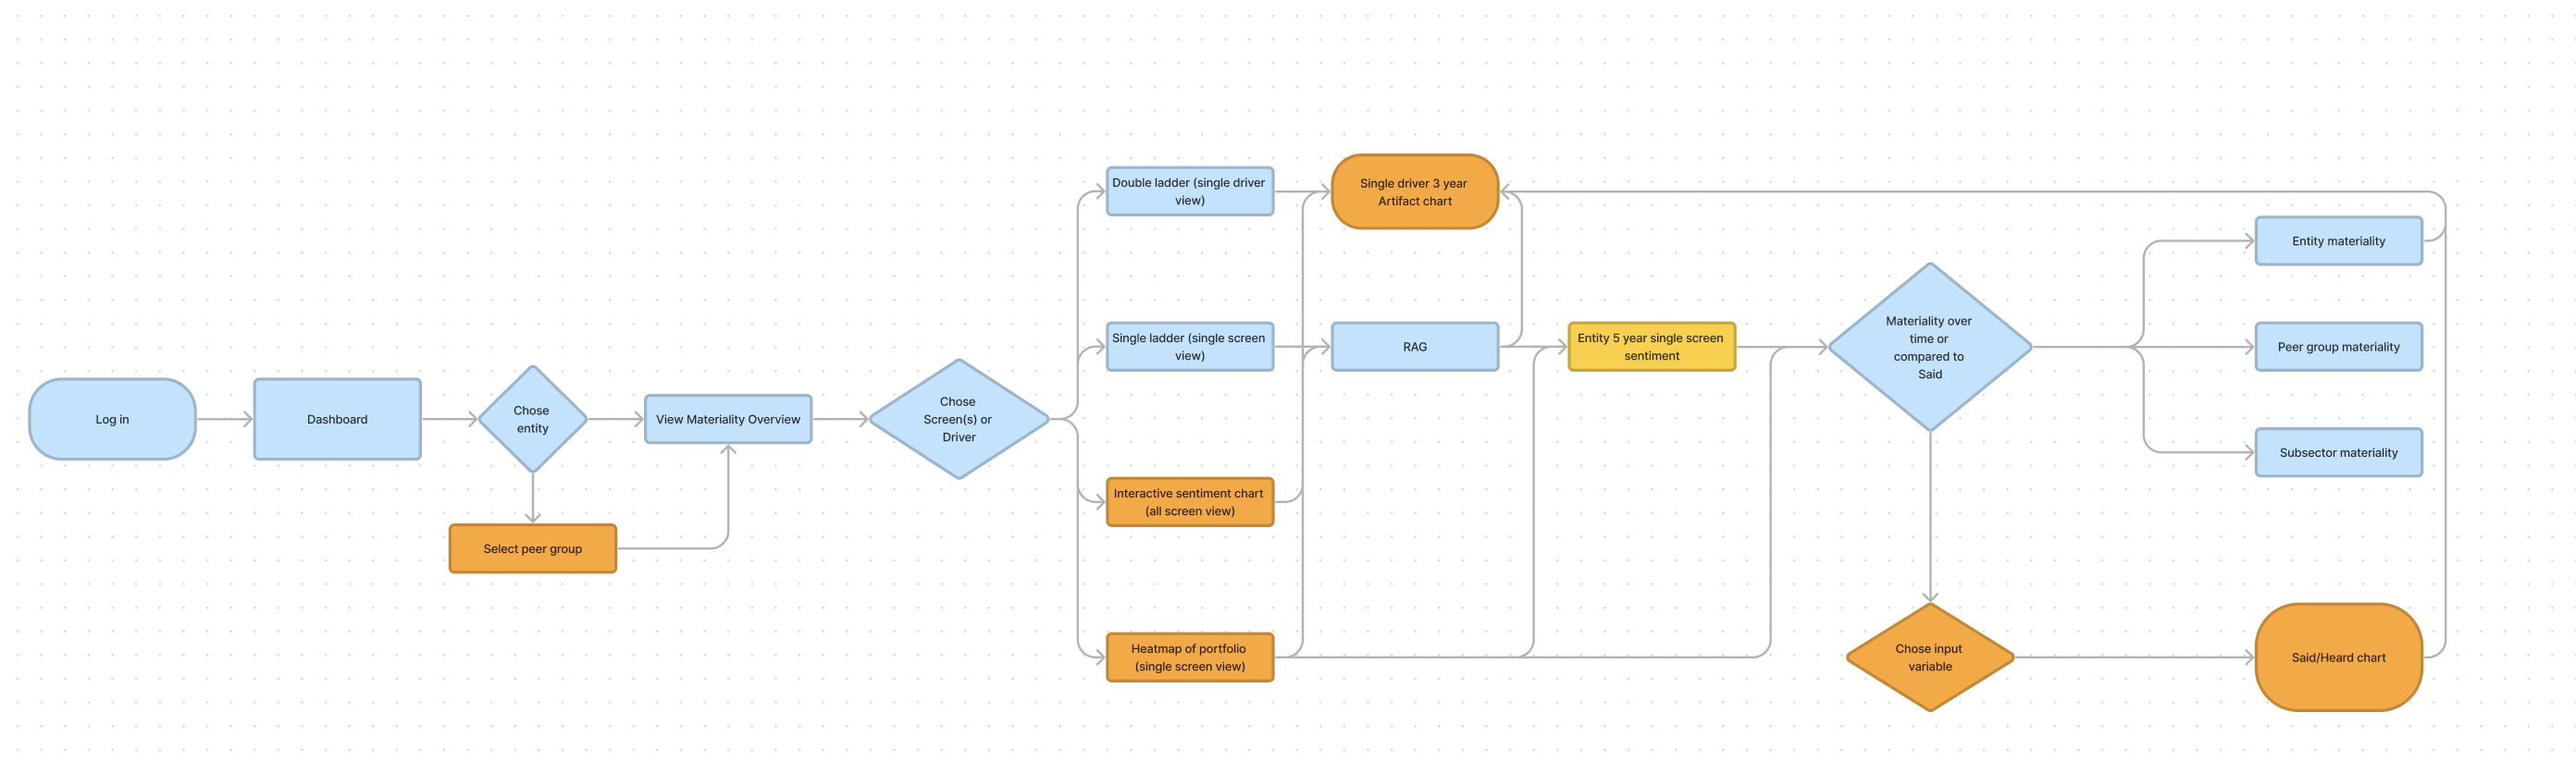 Log in
Dashboard
Chose
entity
Select peer group
View Materiality Overview
Chose
Screen(s) or
Driver
Double ladder (single driver
view)
Single ladder (single screen
view)
Interactive sentiment chart
(all screen view)
Heatmap of portfolio
(single screen view)
Single driver 3 year
Artifact chart
RAG
Entity 5 year single screen
sentiment
Materiality over
time or
compared to
Said
Chose input
variable
Entity materiality
Peer group materiality
Subsector materiality
Said/Heard chart